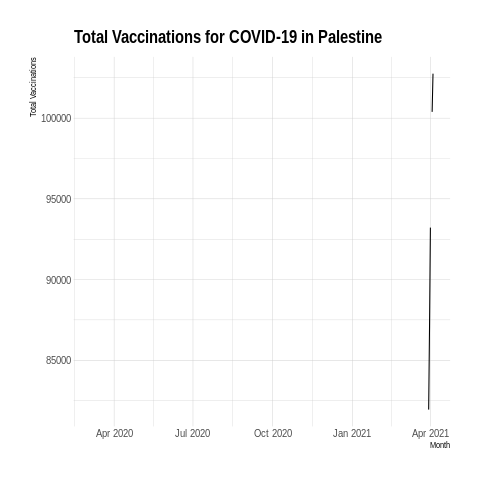 Total Vaccinations for COVID-19 in Palestine
Total Vaccinations
100000
95000
90000
85000
Apr 2020 Jul 2020 Oct 2020 Jan 2021 Apr 2021
Month